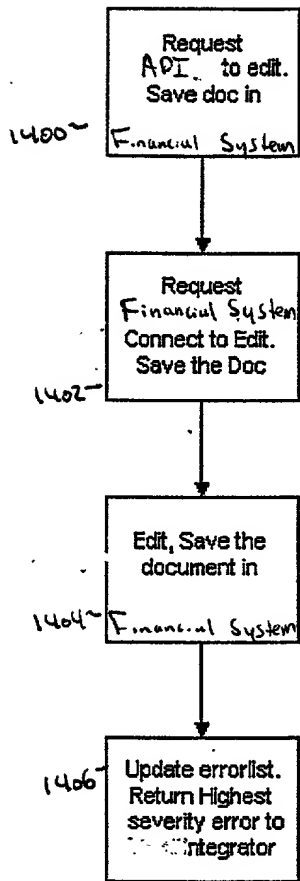 Request
API to edit.
Save doc in
1400
Financial System
Request
Financial System
Connect to Edit.
Save the Doc
1402
Edit, Save the
document in
1404
Financial System
1406
Update errorlist.
Return Highest
severity error to
Integrator